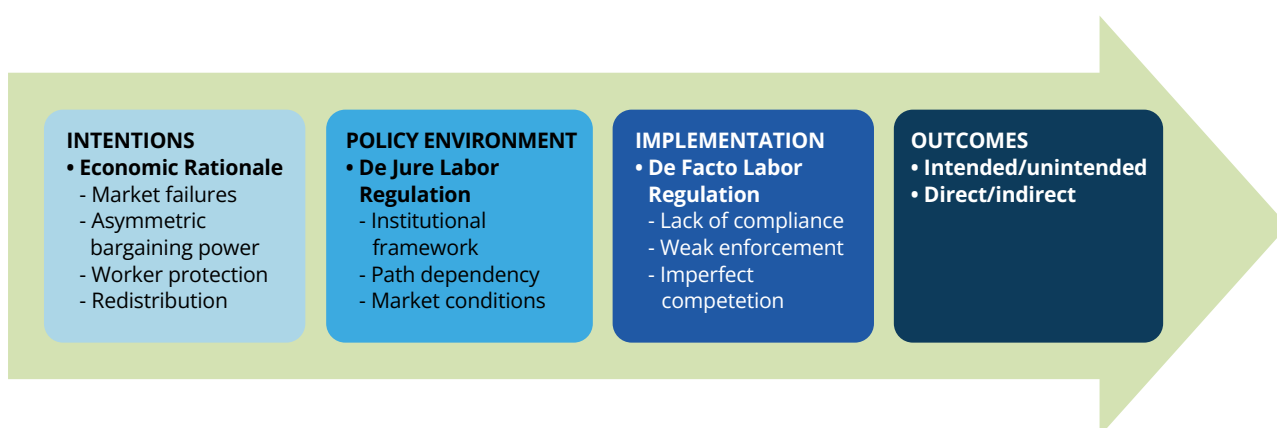 INTENTIONS
• Economic Rationale
- Market failures
- Asymmetric
bargaining power
- Worker protection
- Redistribution
POLICY ENVIRONMENT
• De Jure Labor
Regulation
- Institutional
framework
- Path dependency
- Market conditions
IMPLEMENTATION
• De Facto Labor
Regulation
- Lack of compliance
- Weak enforcement
- Imperfect
competetion
OUTCOMES
• Intended/unintended
• Direct/indirect